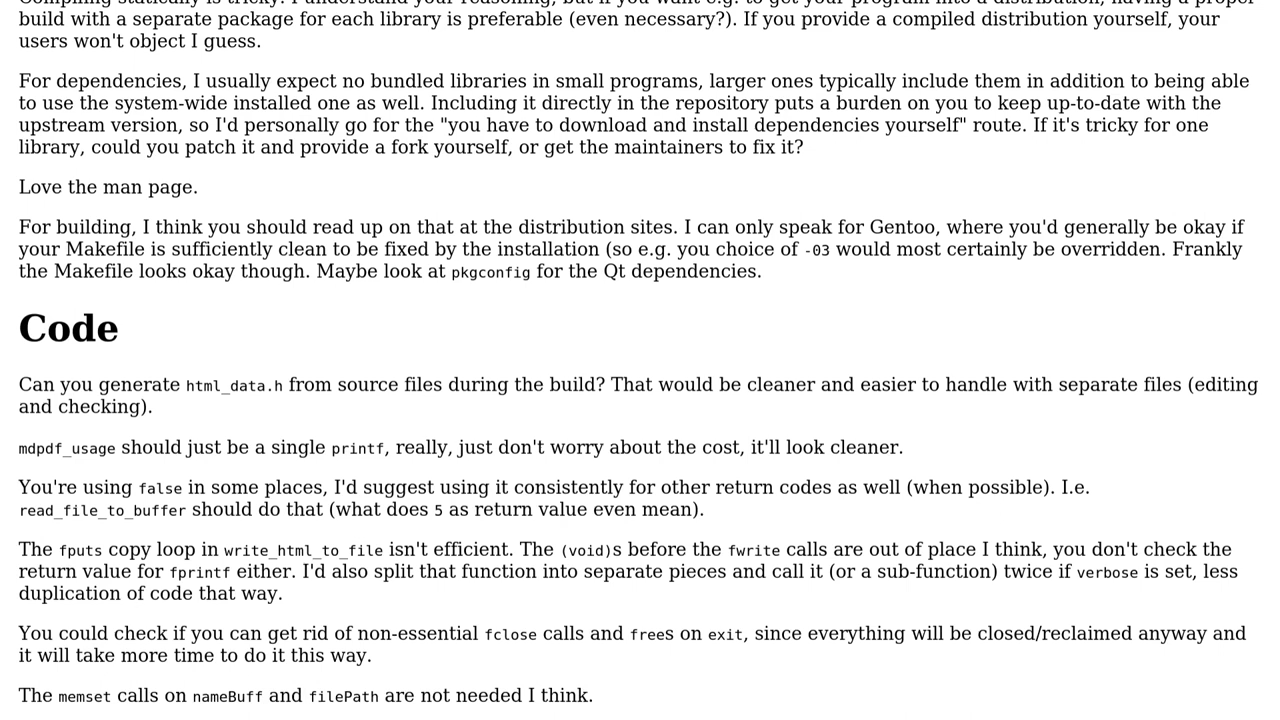 build with a separate package for each library is preferable (even necessary?). If you provide a compiled distribution yourself, your
users won't object I guess.
For dependencies, I usually expect no bundled libraries in small programs, larger ones typically include them in addition to being able
to use the system-wide installed one as well. Including it directly in the repository puts a burden on you to keep up-to-date with the
upstream version, so I'd personally go for the "you have to download and install dependencies yourself" route. If it's tricky for one
library, could you patch it and provide a fork yourself, or get the maintainers to fix it?
Love the man page.
For building, I think you should read up on that at the distribution sites. I can only speak for Gentoo, where you'd generally be okay if
your Makefile is sufficiently clean to be fixed by the installation (so e.g. you choice of -O3 would most certainly be overridden. Frankly
the Makefile looks okay though. Maybe look at pkgconfig for the Qt dependencies.
Code
Can you generate html_data.h from source files during the build? That would be cleaner and easier to handle with separate files (editing
and checking).
mdpdf_usage should just be a single printf, really, just don't worry about the cost, it'll look cleaner.
You're using false in some places, I'd suggest using it consistently for other return codes as well (when possible). I.e.
read_file_to_buffer should do that (what does 5 as return value even mean).
The fputs copy loop in write_html_to_file isn't efficient. The (void)s before the fwrite calls are out of place I think, you don't check the
return value for fprintf either. I'd also split that function into separate pieces and call it (or a sub-function) twice if verbose is set, less
duplication of code that way.
You could check if you can get rid of non-essential fclose calls and frees on exit, since everything will be closed/reclaimed anyway and
it will take more time to do it this way.
The memset calls on nameBuff and filePath are not needed I think.